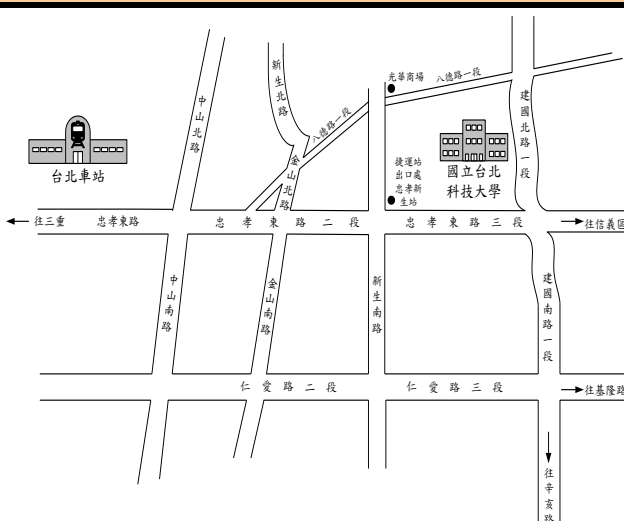 光華商場
八德路一段
新生北路
中山北路
建國北路一段
八德路一段
台北車站
金山北路
捷運站
出口處
忠孝新
生站
國立台北
科技大學
往三重
忠孝東路
忠孝東路二段
忠孝東路三段
往信義區
中山南路
金山南路
新生南路
建國南路一段
仁愛路二段
仁愛路三段
往基隆路
往辛亥路